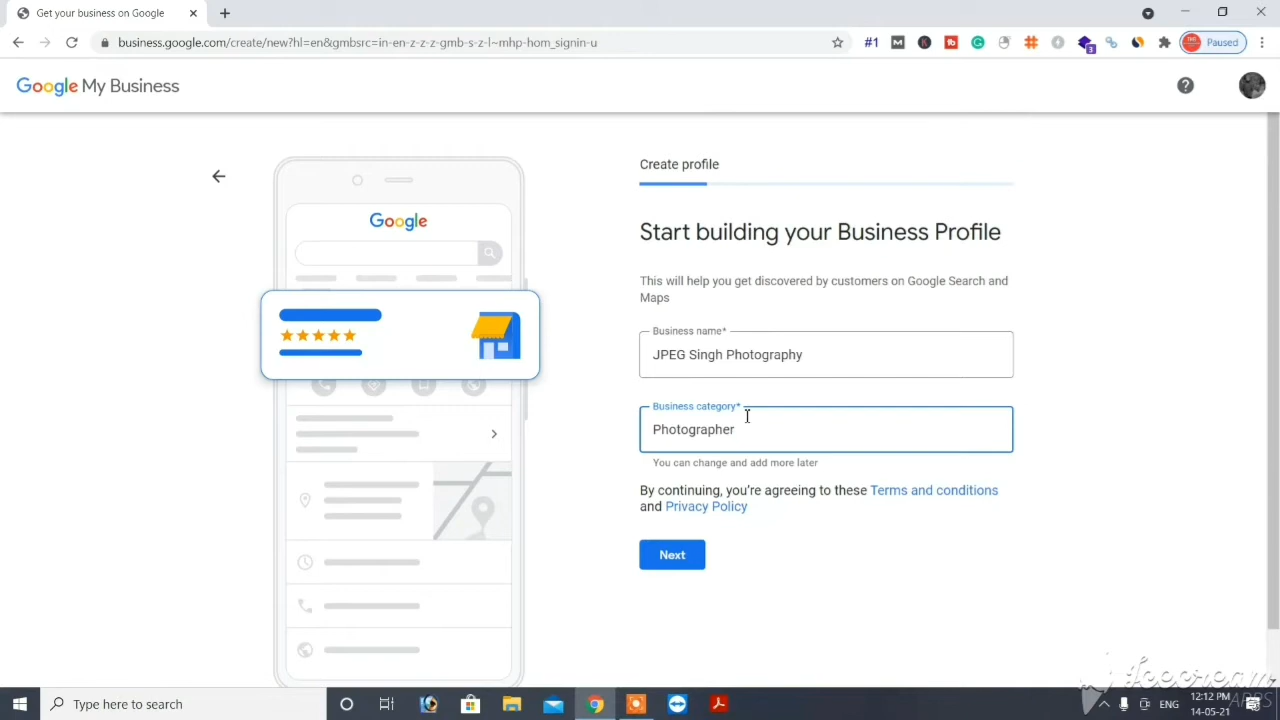 Get your business on Google
business.google.com/create/new?hl=en&gmbsrc=in-en-z-z-z-gmb-s-z-l-mhp_hom_signin-u
#1
3
Paused
Google My Business
Create profile
Google
Start building your Business Profile
This will help you get discovered by customers on Google Search and
Maps
Business name*
JPEG Singh Photography
Business category*
Photographer
You can change and add more later
By continuing, you're agreeing to these Terms and conditions
and Privacy Policy
Next
Icecream
APPS
Type here to search
ENG
12:12 PM
14-05-21